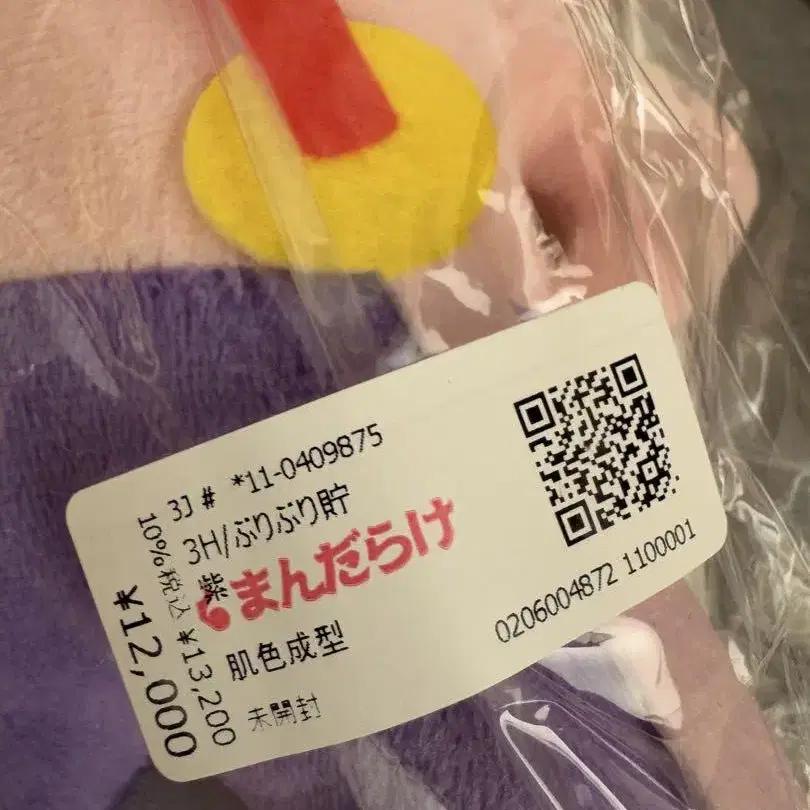 3J # *11-0409875
3H/ぷりぷり貯
紫
まんだらけ
肌色成型
未開封
¥12,000
10%税込 ¥13,200
0206004872 1100001